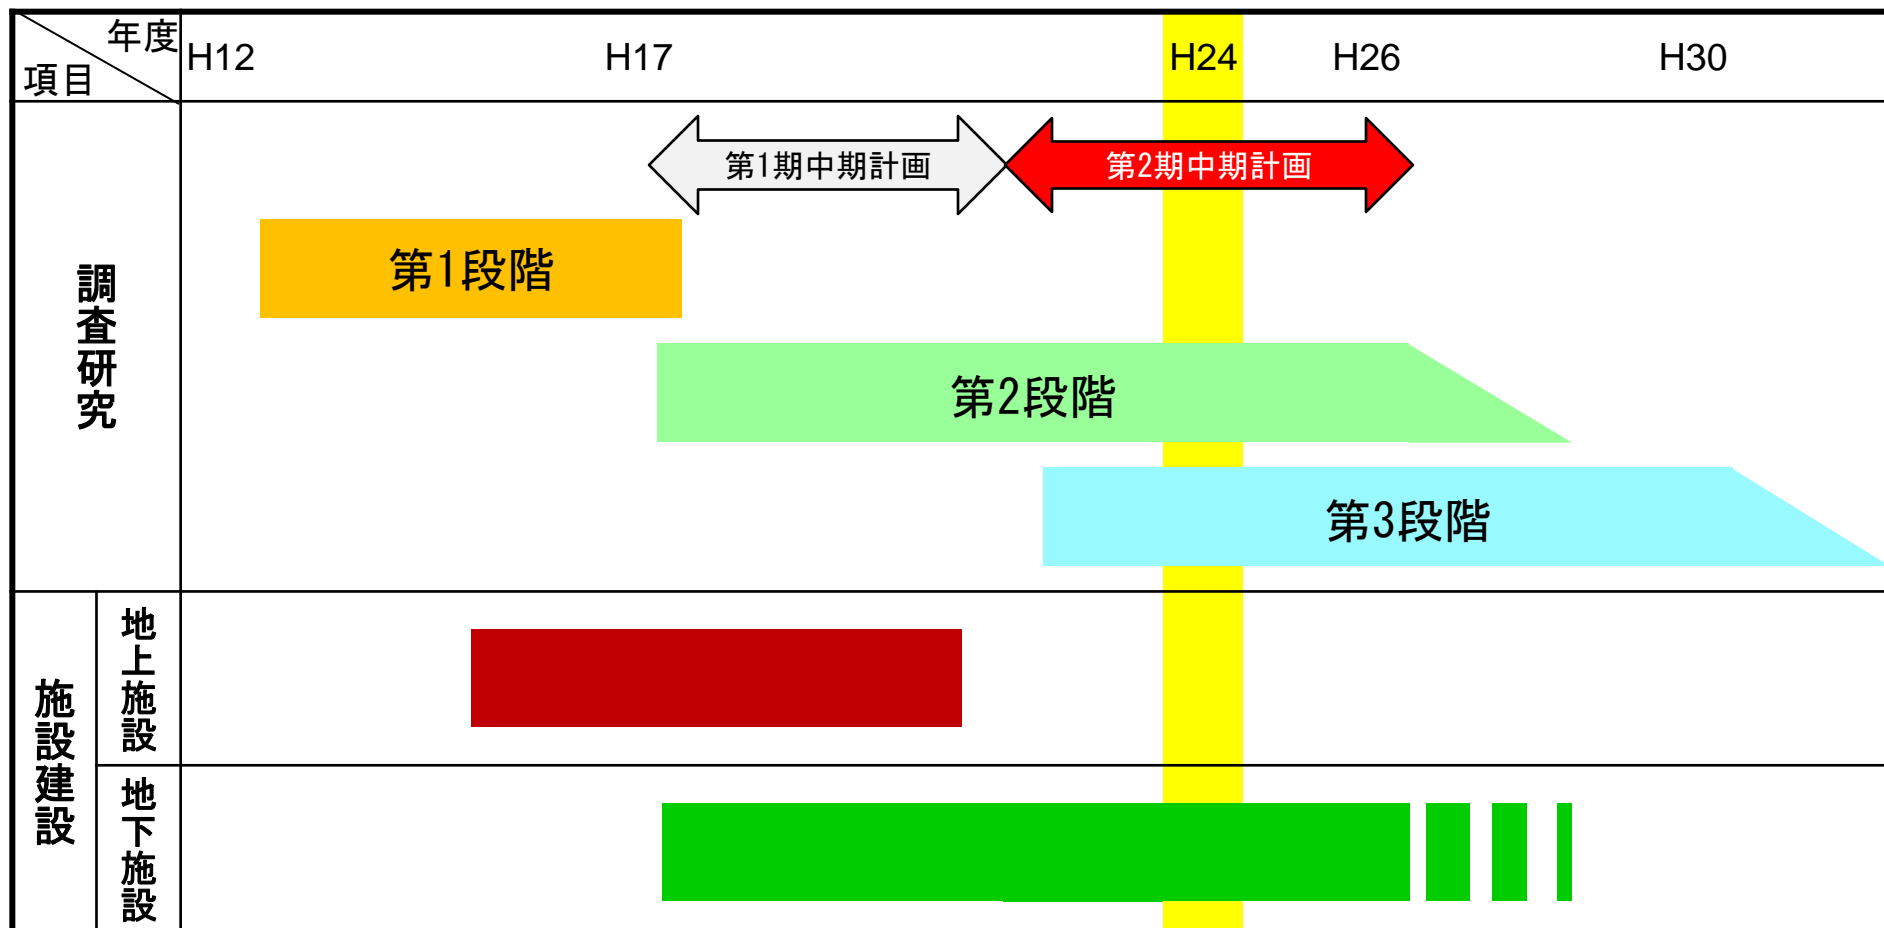 年度
項目
H12
H17
H24
H26
H30
第1期中期計画
第2期中期計画
調査研究
第1段階
第2段階
第3段階
施設建設
地上施設
地下施設